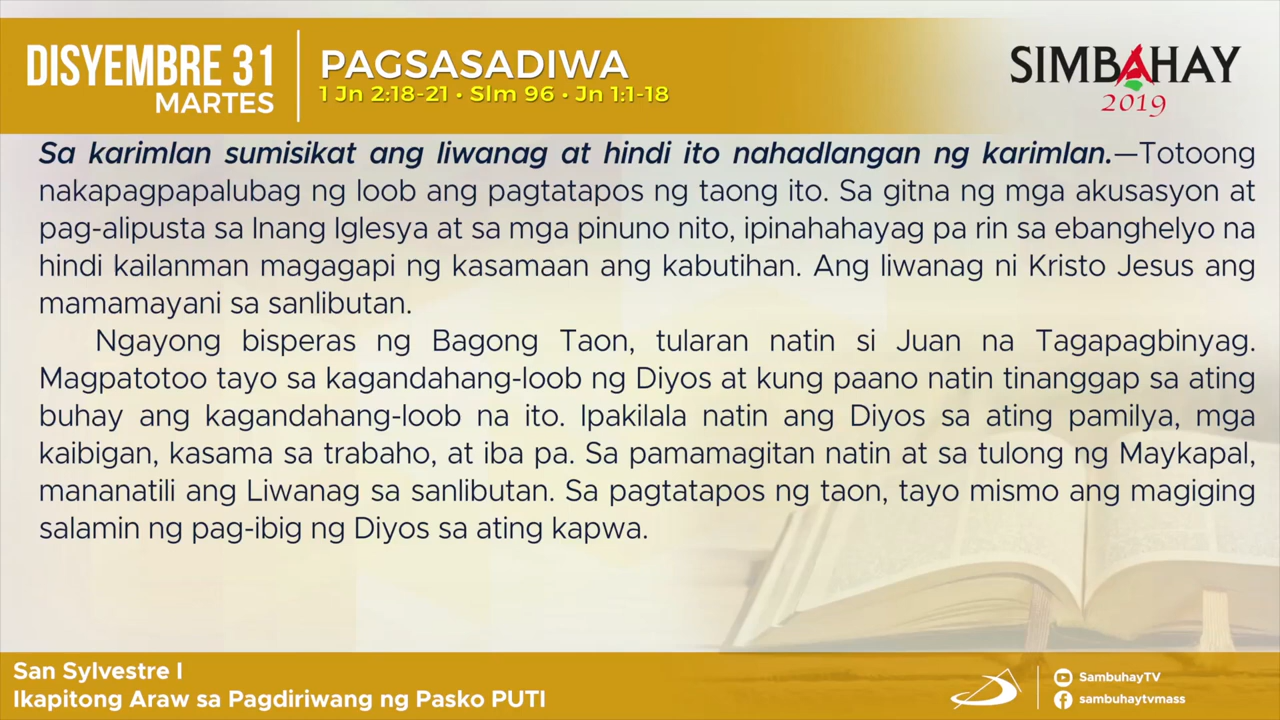 DISYEMBRE 31
MARTES
PAGSASADIWA
1 Jn 2:18-21 • Slm 96 • Jn 1:1-18
SIMBAHAY
2019
Sa karimlan sumisikat ang liwanag at hindi ito nahadlangan ng karimlan.—Totoong
nakapagpapalubag ng loob ang pagtatapos ng taong ito. Sa gitna ng mga akusasyon at
pag-alipusta sa Inang Iglesya at sa mga pinuno nito, ipinahahayag pa rin sa ebanghelyo na
hindi kailanman magagapi ng kasamaan ang kabutihan. Ang liwanag ni Kristo Jesus ang
mamamayani sa sanlibutan.
Ngayong bisperas ng Bagong Taon, tularan natin si Juan na Tagapagbinyag.
Magpatotoo tayo sa kagandahang-loob ng Diyos at kung paano natin tinanggap sa ating
buhay ang kagandahang-loob na ito. Ipakilala natin ang Diyos sa ating pamilya, mga
kaibigan, kasama sa trabaho, at iba pa. Sa pamamagitan natin at sa tulong ng Maykapal,
mananatili ang Liwanag sa sanlibutan. Sa pagtatapos ng taon, tayo mismo ang magiging
salamin ng pag-ibig ng Diyos sa ating kapwa.
San Sylvestre I
Ikapitong Araw sa Pagdiriwang ng Pasko PUTI
SambuhayTV
sambuhaytvmass